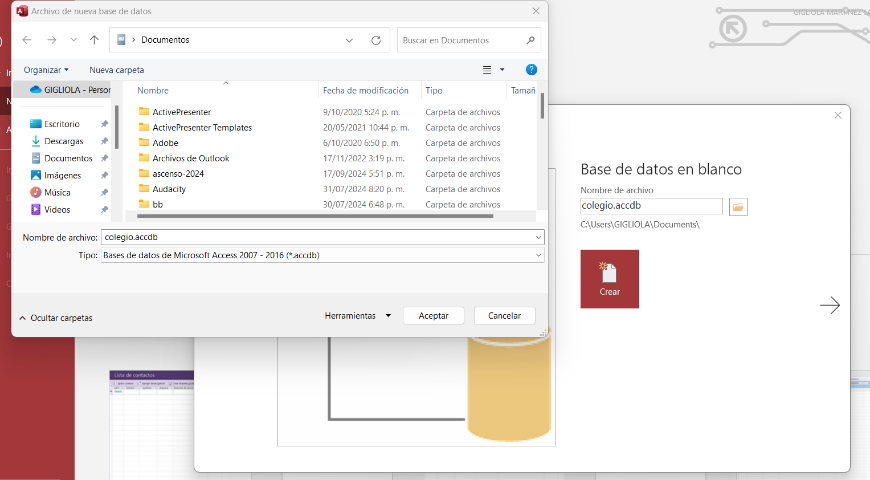 Archivo de nueva base de datos
Documentos
Buscar en Documentos
Organizar
Nueva carpeta
?
GIGLIOLA - Person
Escritorio
Descargas
Documentos
Imágenes
Música
Vídeos
Nombre Fecha de modificación Tipo Tamañ
ActivePresenter 9/10/2020 5:24 p. m. Carpeta de archivos
ActivePresenter Templates 20/05/2021 10:44 p. m. Carpeta de archivos
Adobe 6/10/2020 6:50 p. m. Carpeta de archivos
Archivos de Outlook 17/11/2022 3:19 p. m. Carpeta de archivos
ascenso-2024 17/09/2024 5:51 p. m. Carpeta de archivos
Audacity 31/07/2024 8:20 p. m. Carpeta de archivos
bb 30/07/2024 6:48 p. m. Carpeta de archivos
Nombre de archivo: colegio.accdb
Tipo: Bases de datos de Microsoft Access 2007 - 2016 (*.accdb)
Ocultar carpetas
Herramientas
Aceptar
Cancelar
Base de datos en blanco
Nombre de archivo
colegio.accdb
C:\Users\GIGLIOLA\Documents\
Crear
Lista de contactos